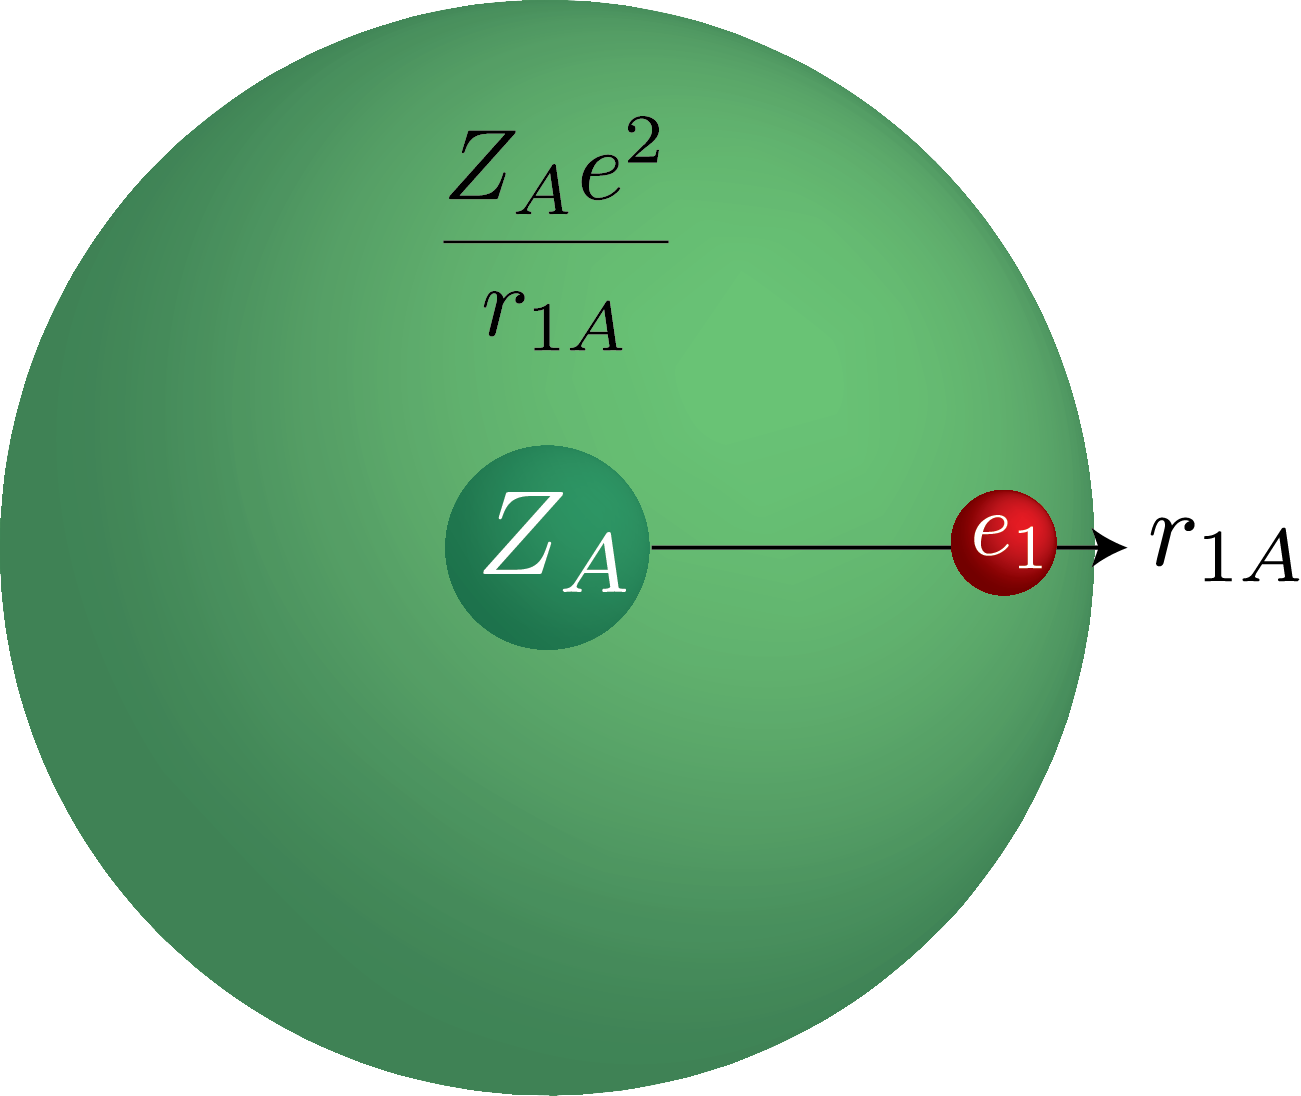 Z_A e^2
r_{1A}
Z_A
e_1
r_{1A}